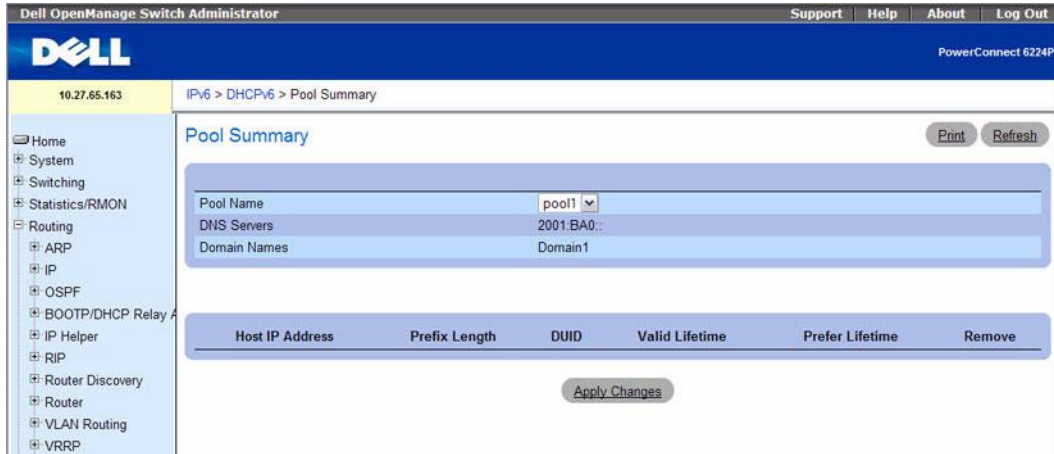 Dell OpenManage Switch Administrator
Support Help About Log Out
DELL
PowerConnect 6224P
10.27.65.163
IPv6 > DHCPv6 > Pool Summary
Home
System
Switching
Statistics/RMON
Routing
ARP
IP
OSPF
BOOTP/DHCP Relay A
IP Helper
RIP
Router Discovery
Router
VLAN Routing
VRRP
Pool Summary
Print Refresh
Pool Name pool1
DNS Servers 2001:BA0::
Domain Names Domain1
Host IP Address Prefix Length DUID Valid Lifetime Prefer Lifetime Remove
Apply Changes